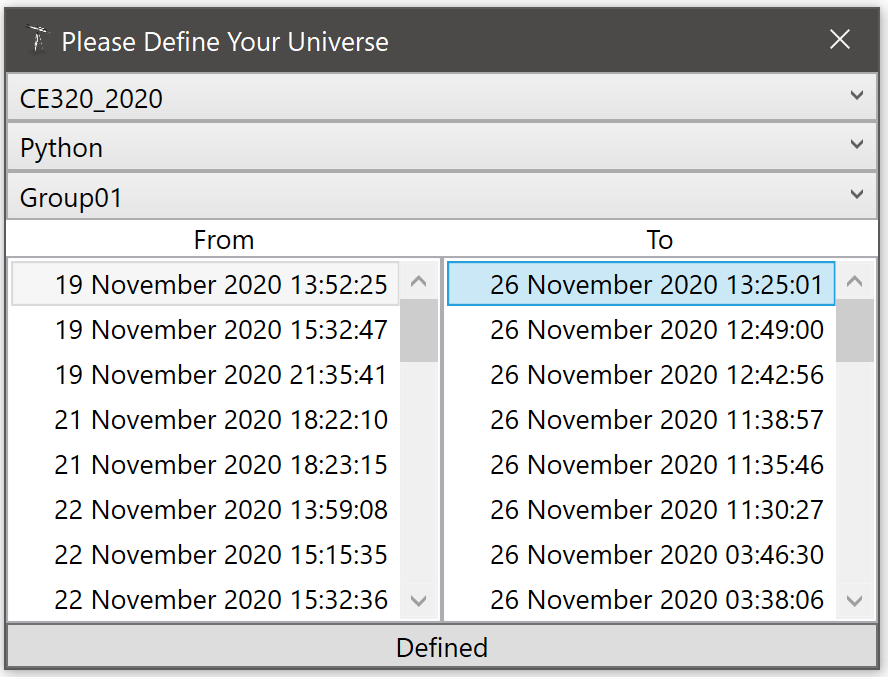 Please Define Your Universe
CE320_2020
Python
Group01
From To
19 November 2020 13:52:25 26 November 2020 13:25:01
19 November 2020 15:32:47 26 November 2020 12:49:00
19 November 2020 21:35:41 26 November 2020 12:42:56
21 November 2020 18:22:10 26 November 2020 11:38:57
21 November 2020 18:23:15 26 November 2020 11:35:46
22 November 2020 13:59:08 26 November 2020 11:30:27
22 November 2020 15:15:35 26 November 2020 03:46:30
22 November 2020 15:32:36 26 November 2020 03:38:06
Defined